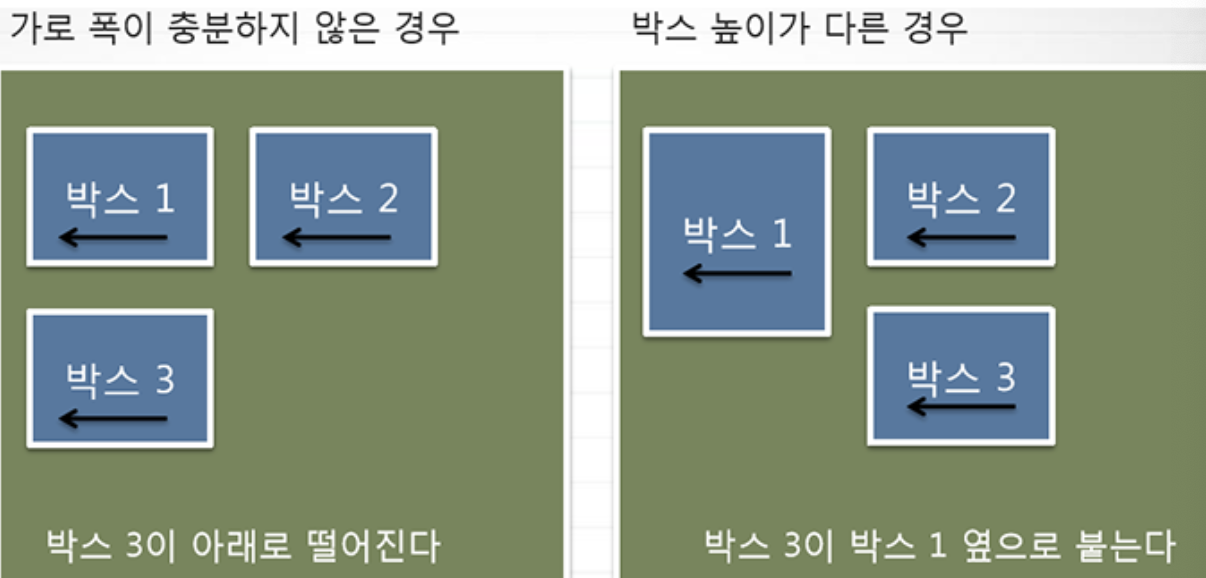 가로 폭이 충분하지 않은 경우
박스 1
박스 2
박스 3
박스 3이 아래로 떨어진다
박스 높이가 다른 경우
박스 1
박스 2
박스 3
박스 3이 박스 1 옆으로 붙는다